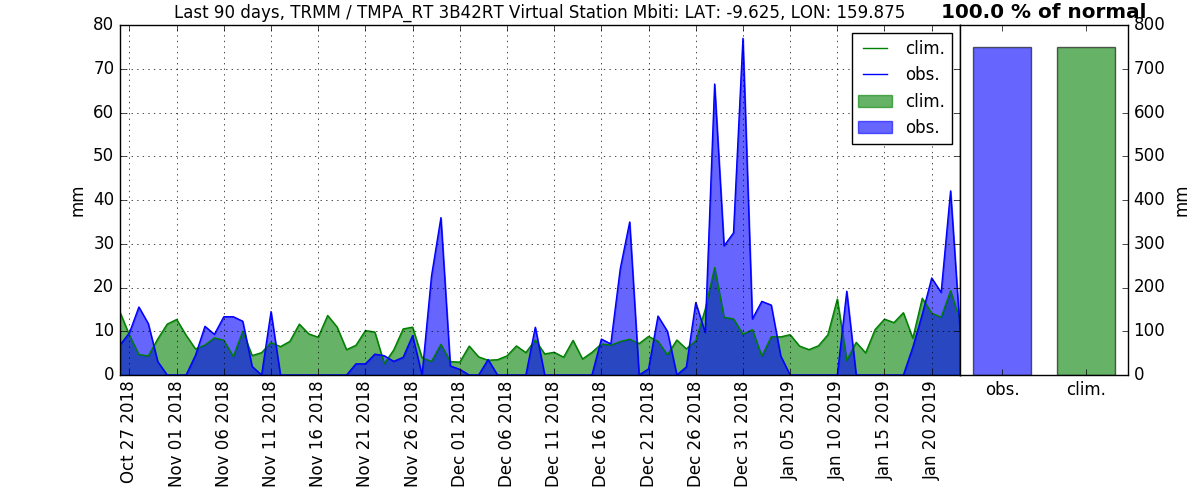 Last 90 days, TRMM / TMPA_RT 3B42RT Virtual Station Mbiti: LAT: -9.625, LON: 159.875
100.0 % of normal
80
70
60
50
40
30
20
10
0
mm
clim.
obs.
clim.
obs.
800
700
600
500
400
300
200
100
0
mm
Oct 27 2018
Nov 01 2018
Nov 06 2018
Nov 11 2018
Nov 16 2018
Nov 21 2018
Nov 26 2018
Dec 01 2018
Dec 06 2018
Dec 11 2018
Dec 16 2018
Dec 21 2018
Dec 26 2018
Dec 31 2018
Jan 05 2019
Jan 10 2019
Jan 15 2019
Jan 20 2019
obs.
clim.